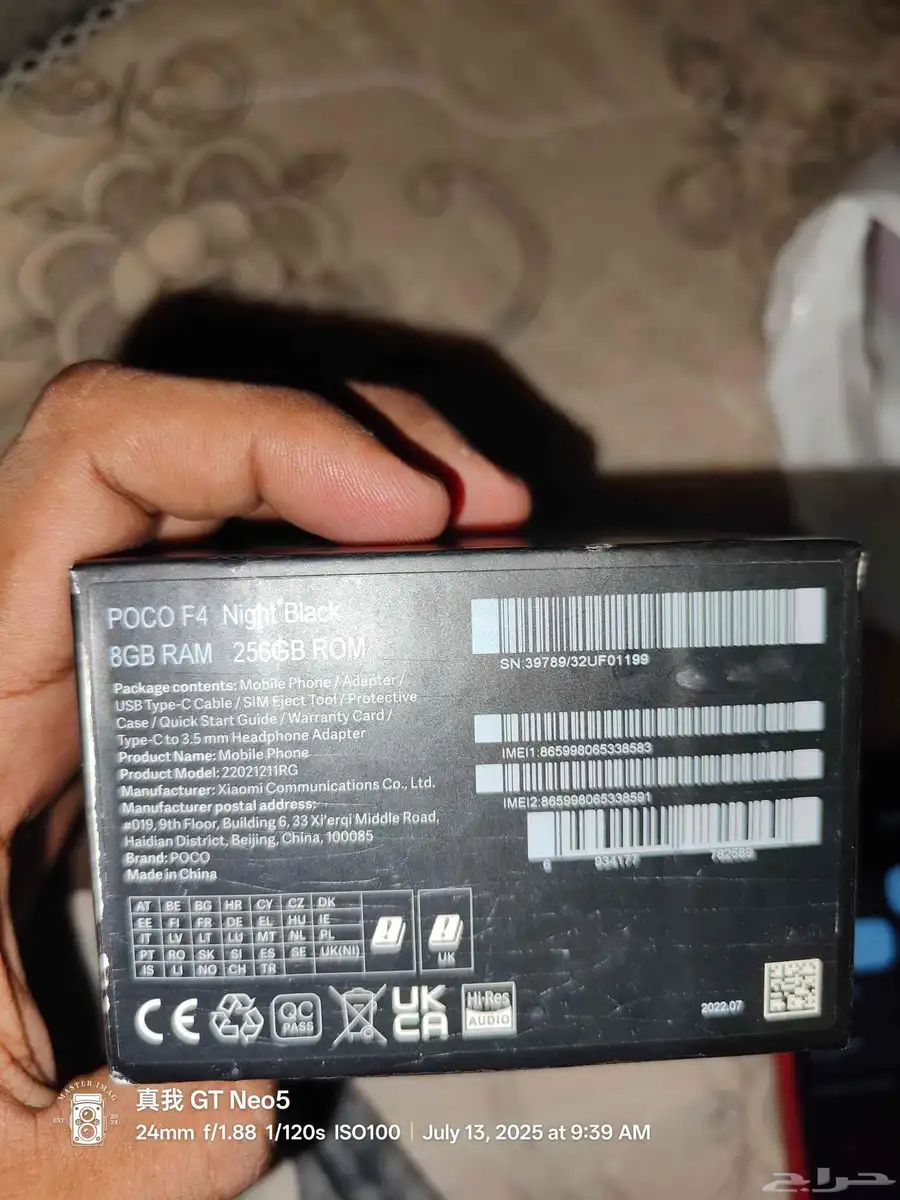 POCO F4 Night Black
8GB RAM 256GB ROM
Package contents: Mobile Phone / Adapter /
USB Type-C Cable / SIM Eject Tool / Protective
Case / Quick Start Guide / Warranty Card /
Type-C to 3.5 mm Headphone Adapter
Product Name: Mobile Phone
Product Model: 22021211RG
Manufacturer: Xiaomi Communications Co., Ltd.
Manufacturer postal address:
#019, 9th Floor, Building 6, 33 Xi'erqi Middle Road,
Haidian District, Beijing, China, 100085
Brand: POCO
Made in China
SN:39789/32UF01199
IMEI1:865998065338583
IMEI2:865998065338591
6 934177 782589
AT BE BG HR CY CZ DK
EE FI FR DE EL HU IE
IT LV LT LU MT NL PL
PT RO SK SI ES SE UK(NI)
IS LI NO CH TR
UK
CE
QC
PASS
UK
CA
Hi-Res
AUDIO
2022.07
MASTER IMAG
真我 GT Neo5
24mm f/1.88 1/120s ISO100 | July 13, 2025 at 9:39 AM
حراج